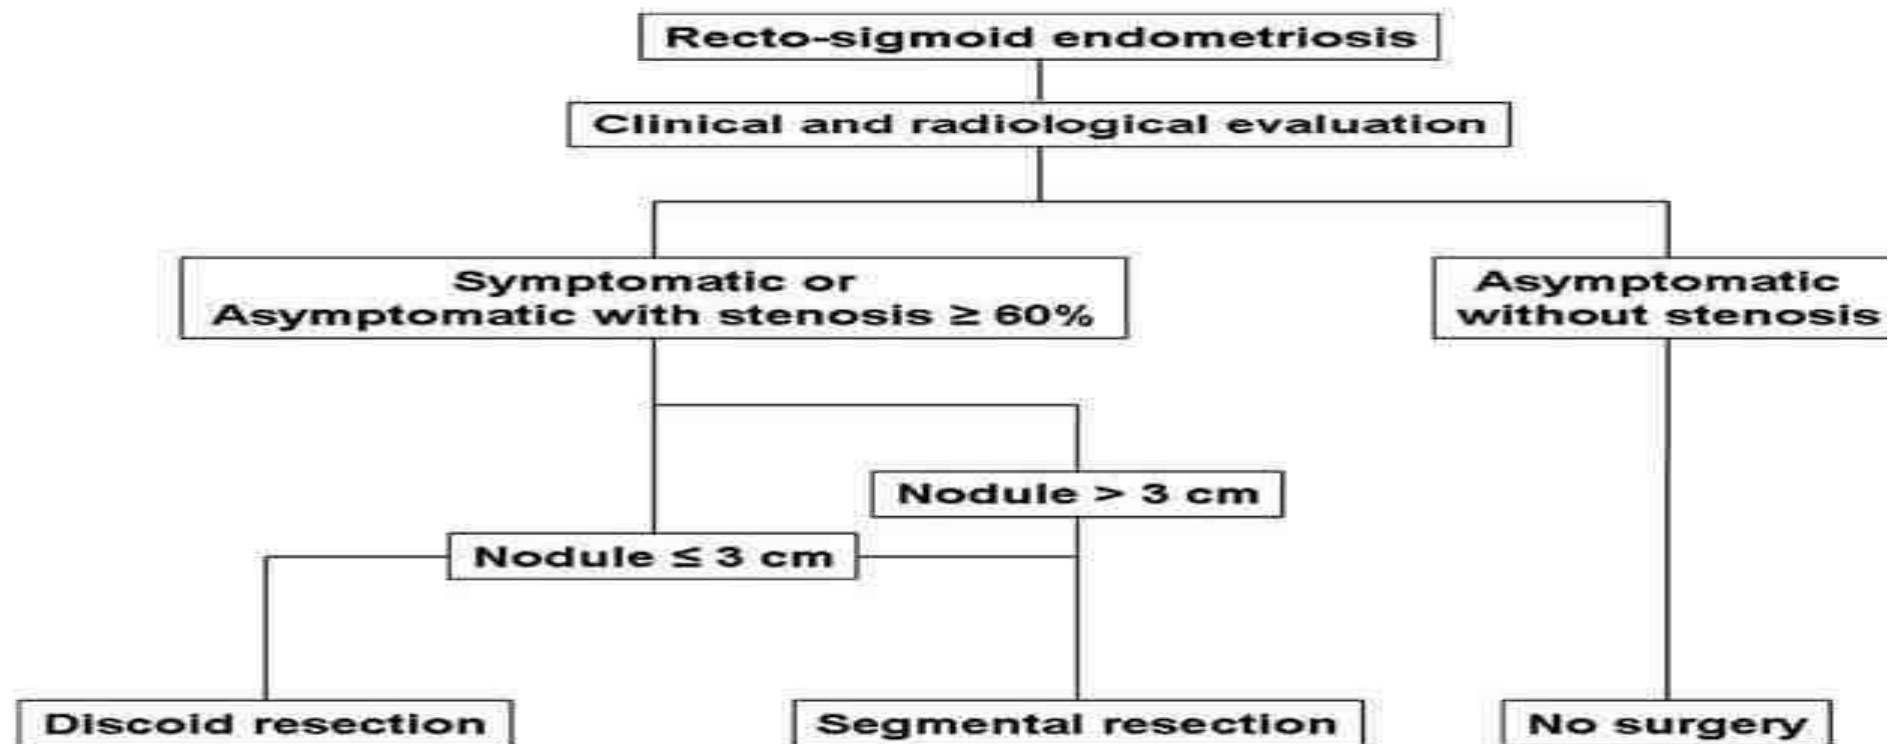 Recto-sigmoid endometriosis
Clinical and radiological evaluation
Symptomatic or
Asymptomatic with stenosis ≥ 60%
Asymptomatic
without stenosis
Nodule > 3 cm
Nodule ≤ 3 cm
Discoid resection
Segmental resection
No surgery